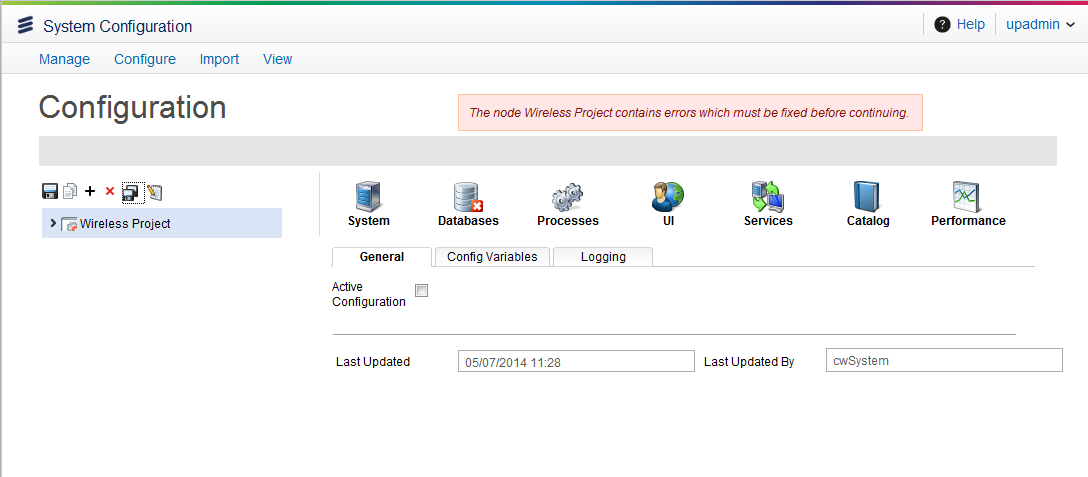 System Configuration
Help
upadmin
Manage Configure Import View
Configuration
The node Wireless Project contains errors which must be fixed before continuing.
Wireless Project
System Databases Processes UI Services Catalog Performance
General Config Variables Logging
Active
Configuration
Last Updated 05/07/2014 11:28 Last Updated By cwSystem